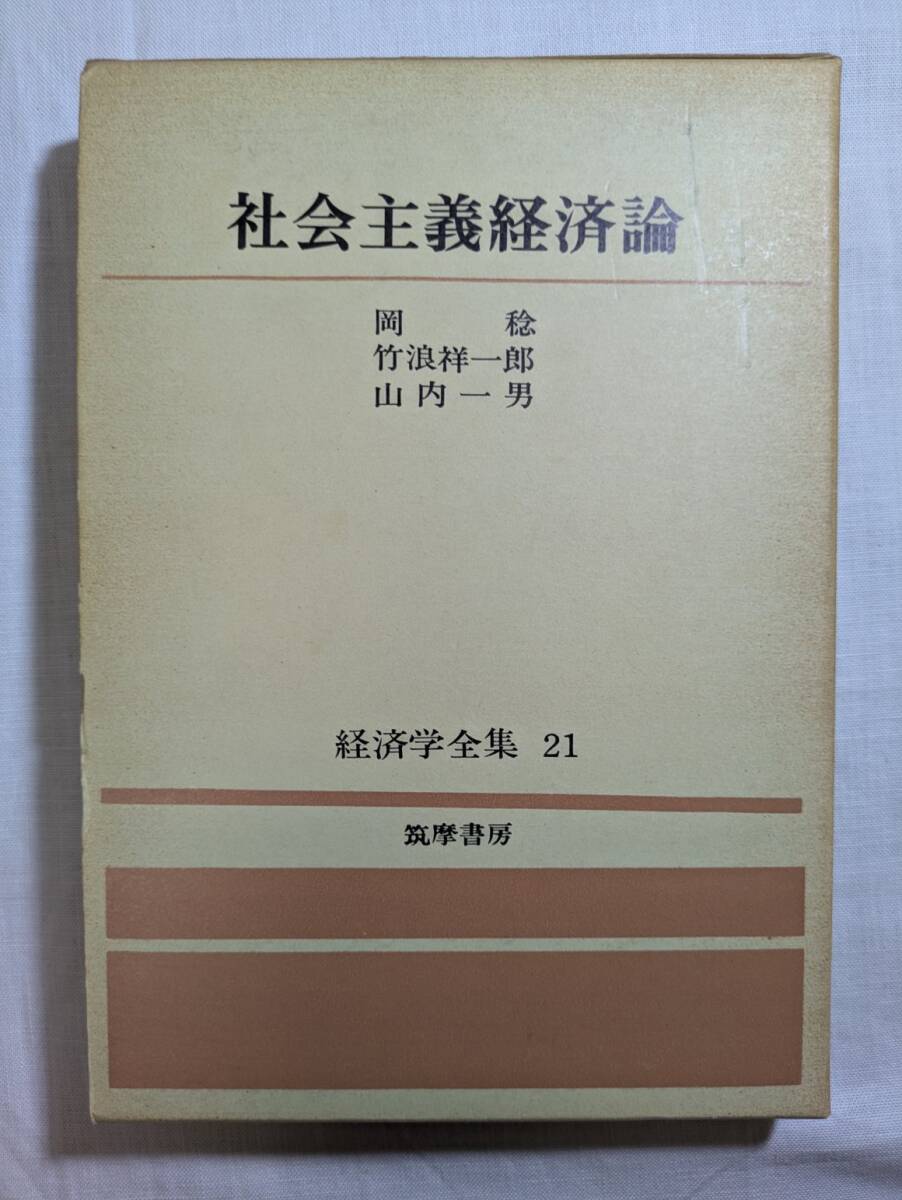 社会主義経済論
岡 稔
竹浪祥一郎
山内一男
経済学全集 21
筑摩書房